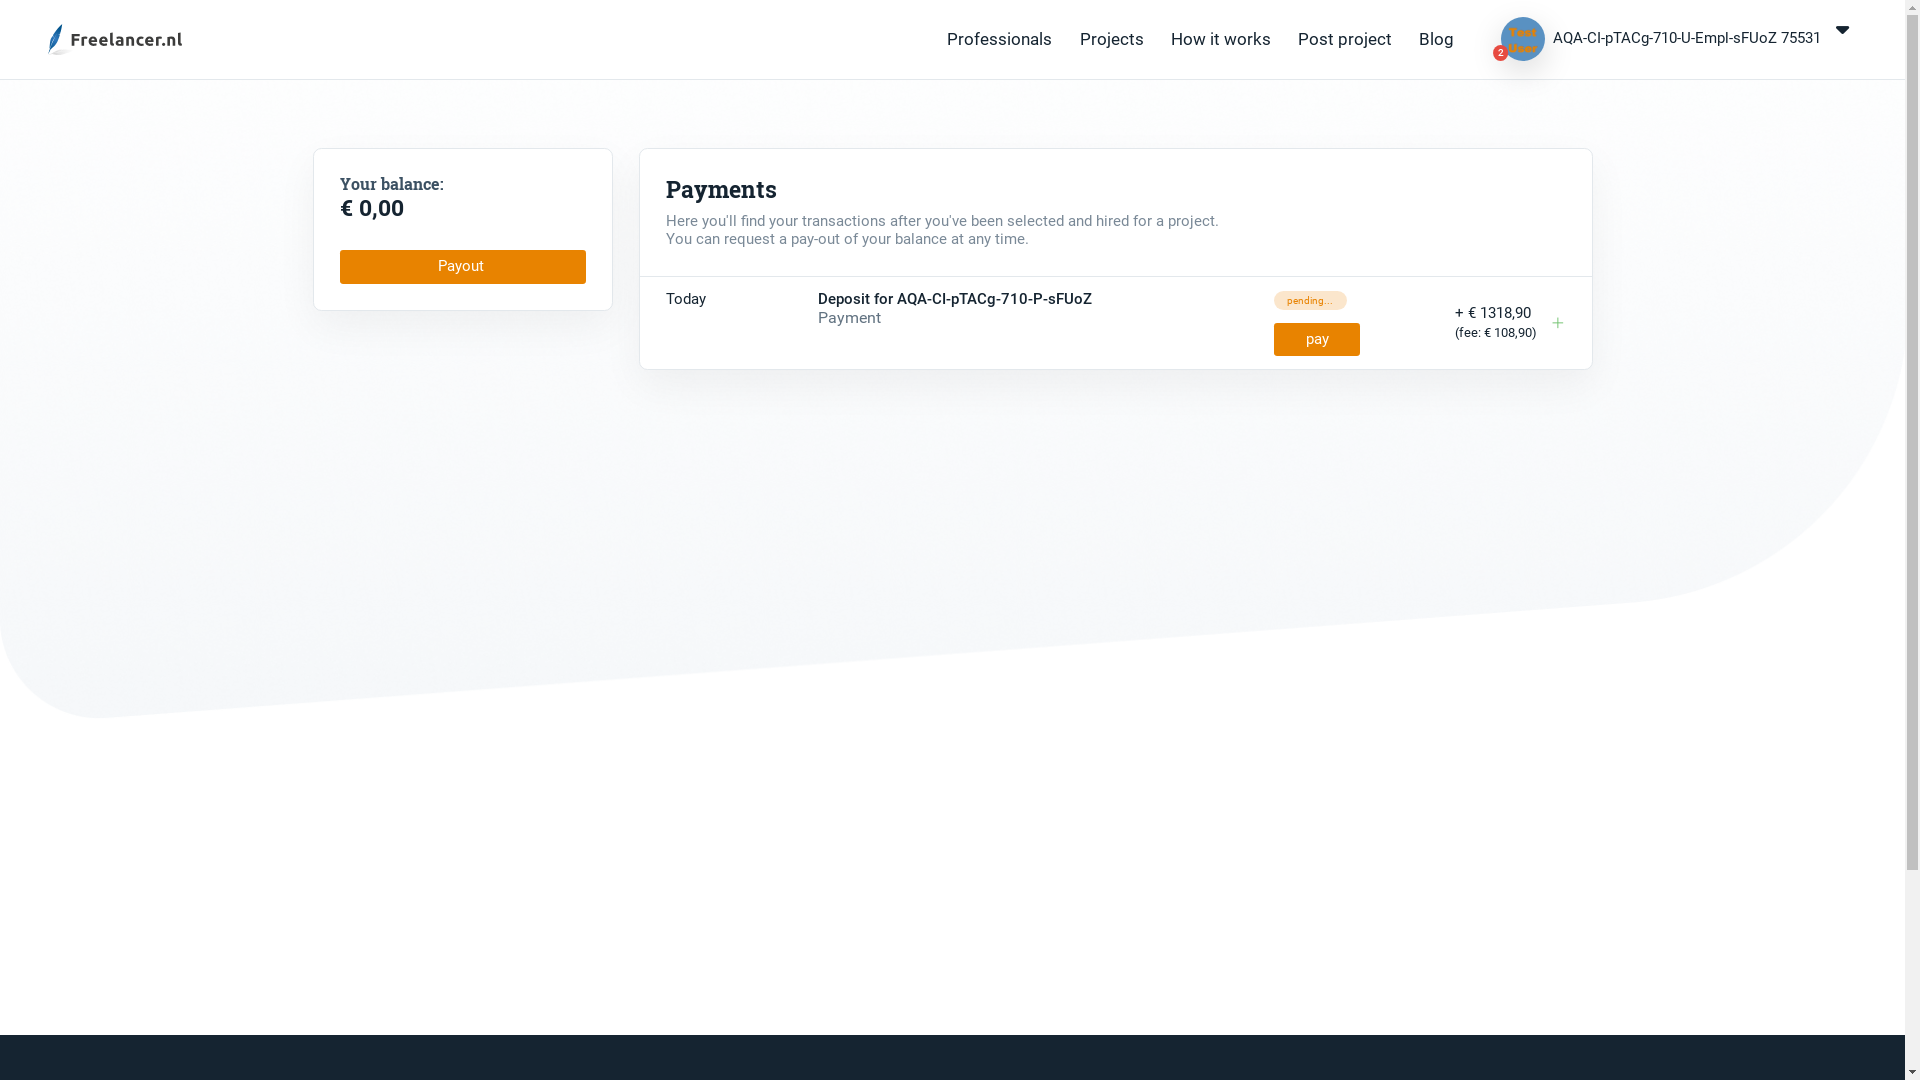 Freelancer.nl
Professionals
Projects
How it works
Post project
Blog
Test
User
2
AQA-CI-pTACg-710-U-Empl-sFUoZ 75531
Your balance:
€ 0,00
Payout
Payments
Here you'll find your transactions after you've been selected and hired for a project.
You can request a pay-out of your balance at any time.
Today
Deposit for AQA-CI-pTACg-710-P-sFUoZ
Payment
pending...
pay
+ € 1318,90
(fee: € 108,90)